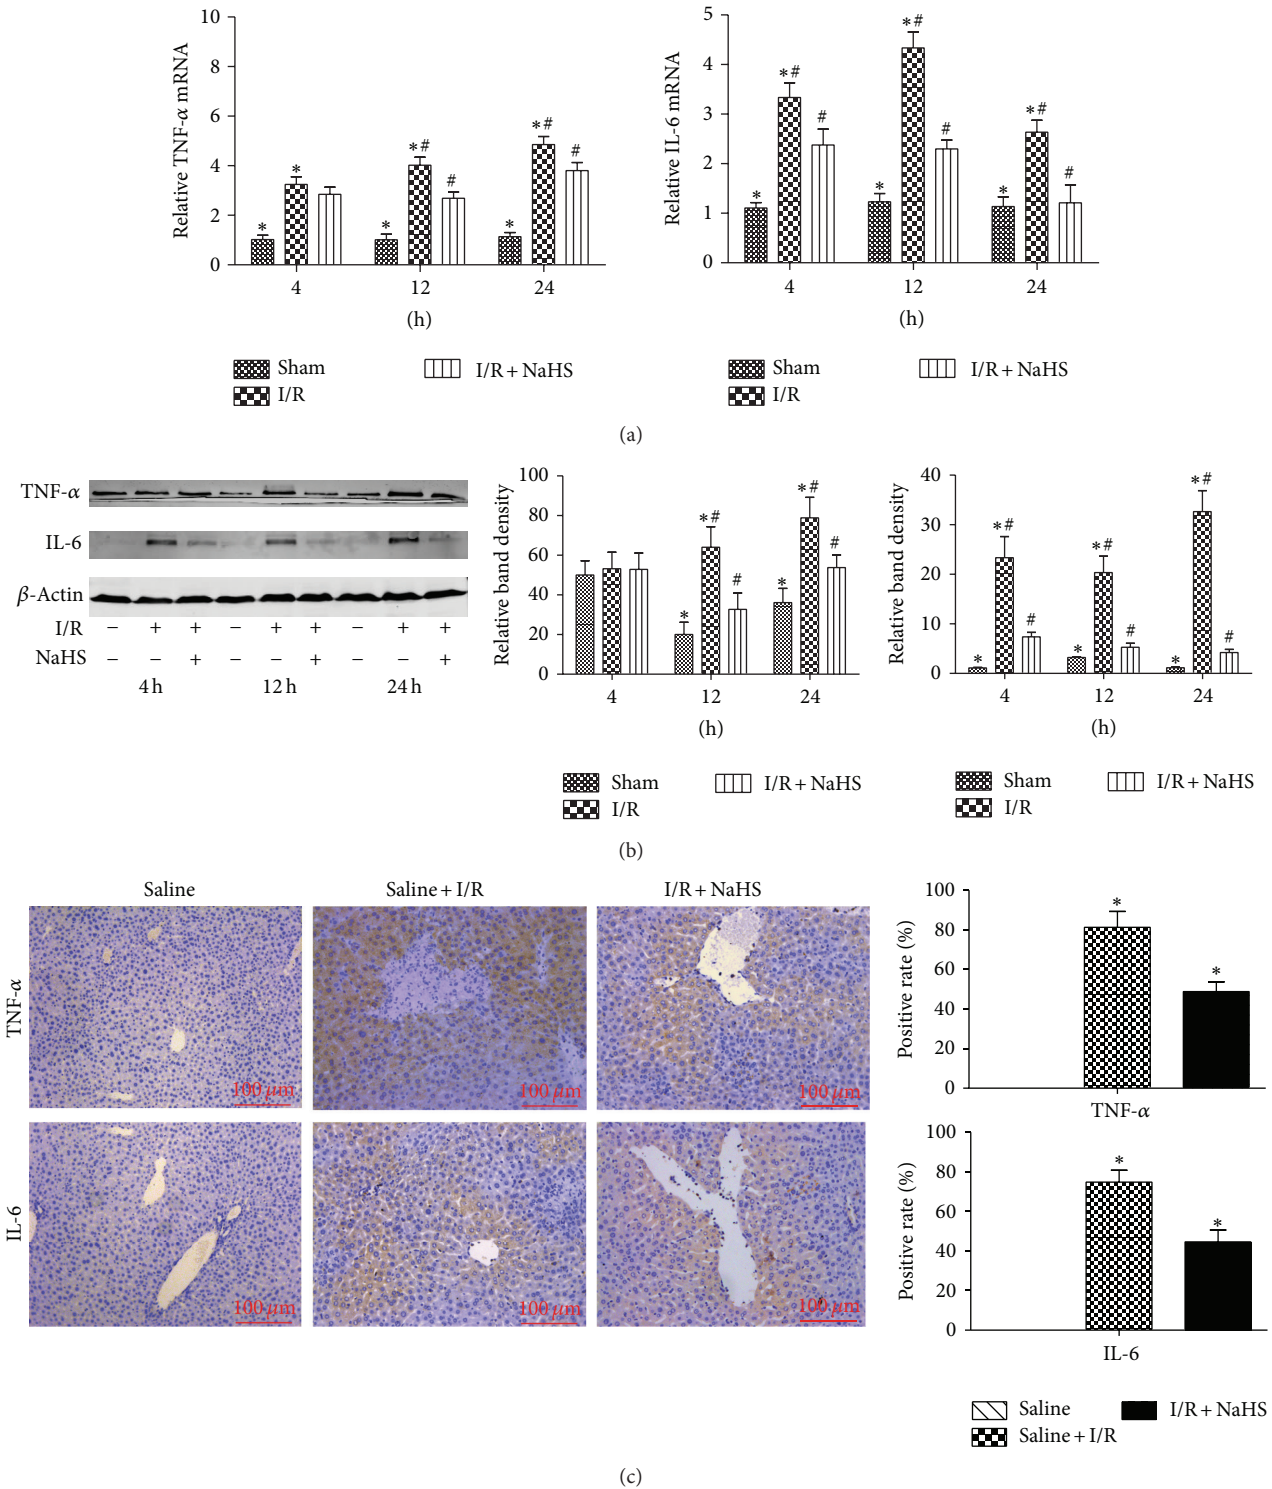 10
8
6
4
2
0
Relative TNF-α mRNA
* * * *# # * *# #
4 12 24
(h)
Sham
I/R
I/R + NaHS
5
4
3
2
1
0
Relative IL-6 mRNA
* *# # * *# # * *# #
4 12 24
(h)
Sham
I/R
I/R + NaHS
(a)
TNF-α
IL-6
β-Actin
I/R − + + − + + − + +
NaHS − − + − − + − − +
4 h 12 h 24 h
100
80
60
40
20
0
Relative band density
* *# # * *# #
4 12 24
(h)
Sham
I/R
I/R + NaHS
40
30
20
10
0
Relative band density
* *# # * *# # * *# #
4 12 24
(h)
Sham
I/R
I/R + NaHS
(b)
Saline Saline + I/R I/R + NaHS
TNF-α
100 μm 100 μm 100 μm
IL-6
100 μm 100 μm 100 μm
100
80
60
40
20
0
Positive rate (%)
* *
TNF-α
100
80
60
40
20
0
Positive rate (%)
* *
IL-6
Saline
Saline + I/R
I/R + NaHS
(c)